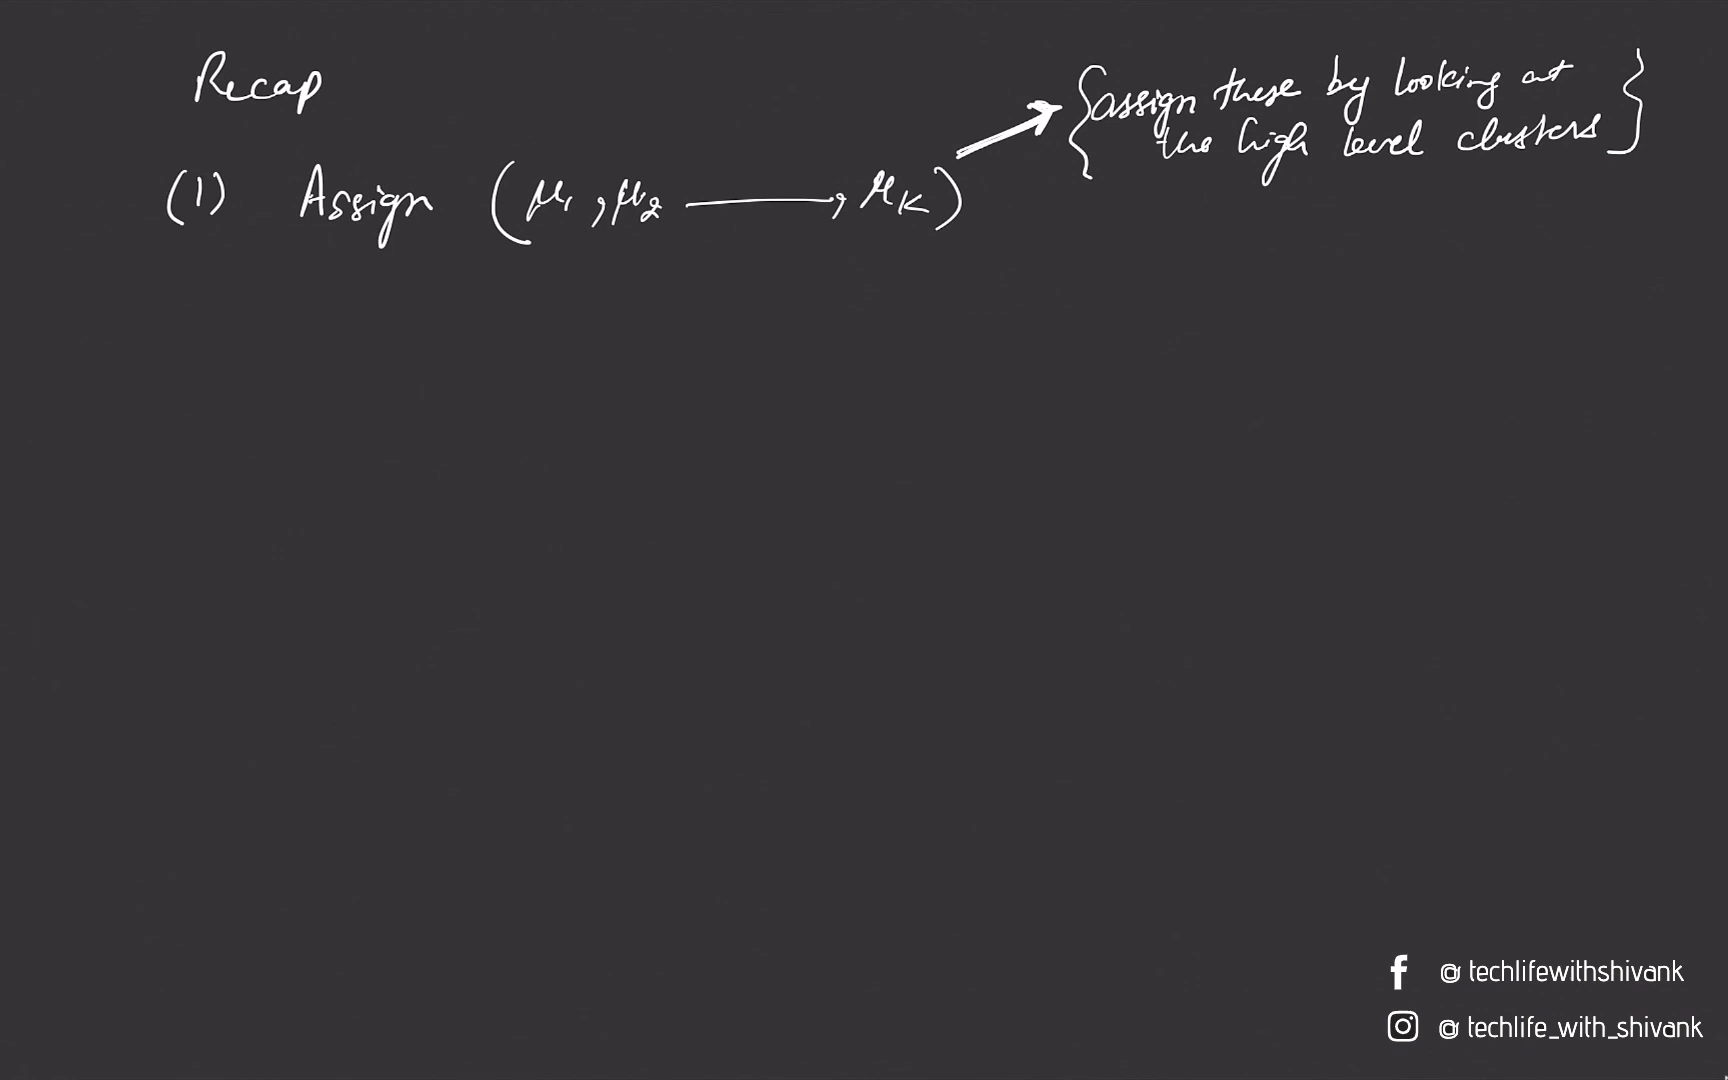 Recap
{assign these by looking at
the high level clusters}
(1) Assign (μ1, μ2 ———, μK)
@ techlifewithshivank
@ techlife_with_shivank